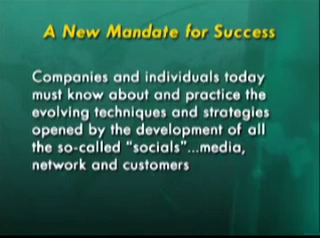 A New Mandate for Success
Companies and individuals today
must know about and practice the
evolving techniques and strategies
opened by the development of all
the so-called "socials"...media,
network and customers